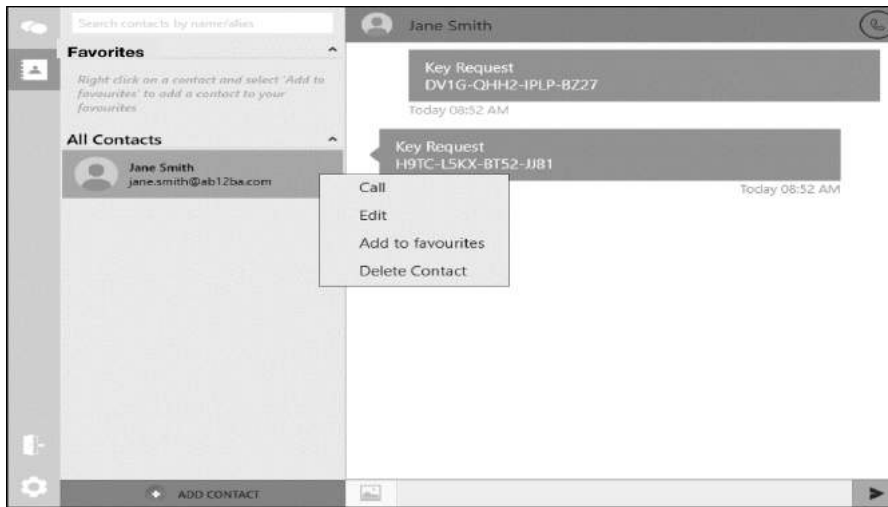 Search contacts by name/alias
Favorites
Right click on a contact and select 'Add to
favourites' to add a contact to your
favourites
All Contacts
Jane Smith
jane.smith@ab12ba.com
ADD CONTACT
Jane Smith
Key Request
DV1G-QHH2-IPLP-BZ27
Today 08:52 AM
Key Request
H9TC-L5KX-BT52-JJ81
Today 08:52 AM
Call
Edit
Add to favourites
Delete Contact